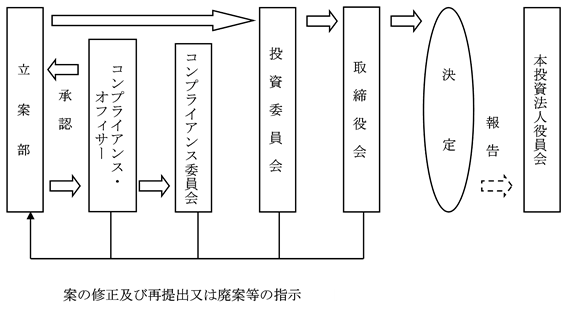 立案部
承認
コンプライアンス・
オフィサー
コンプライアンス委員会
投資委員会
取締役会
決定
報告
本投資法人役員会
案の修正及び再提出又は廃案等の指示